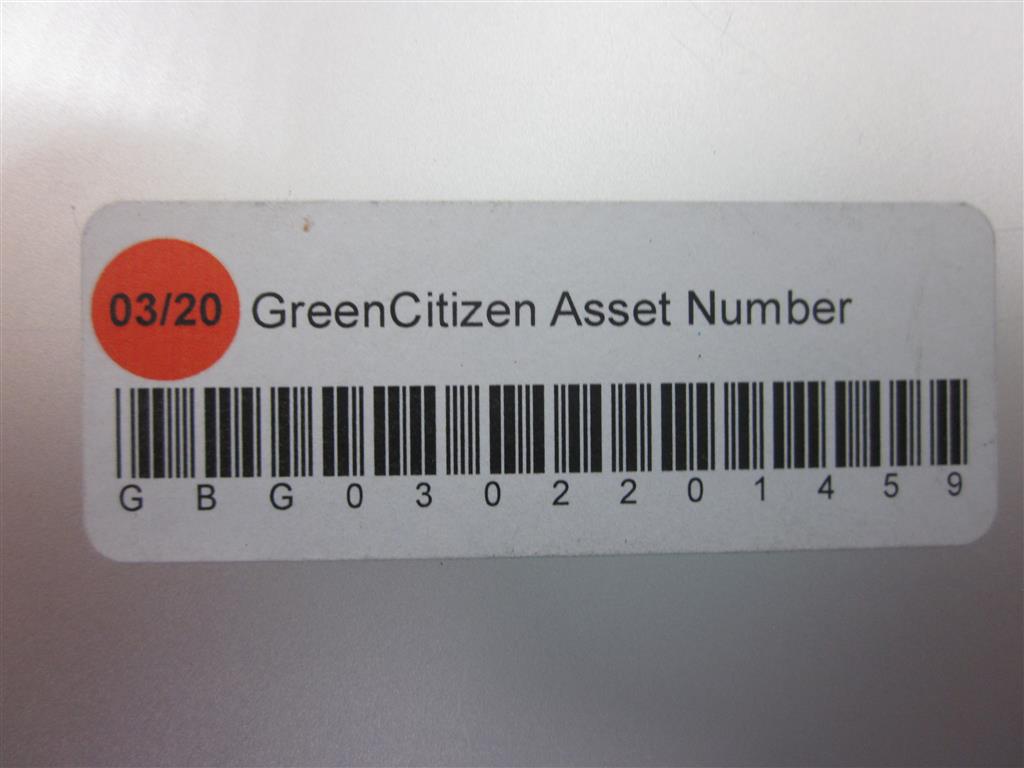 03/20 GreenCitizen Asset Number
G B G 0 3 0 2 2 0 1 4 5 9